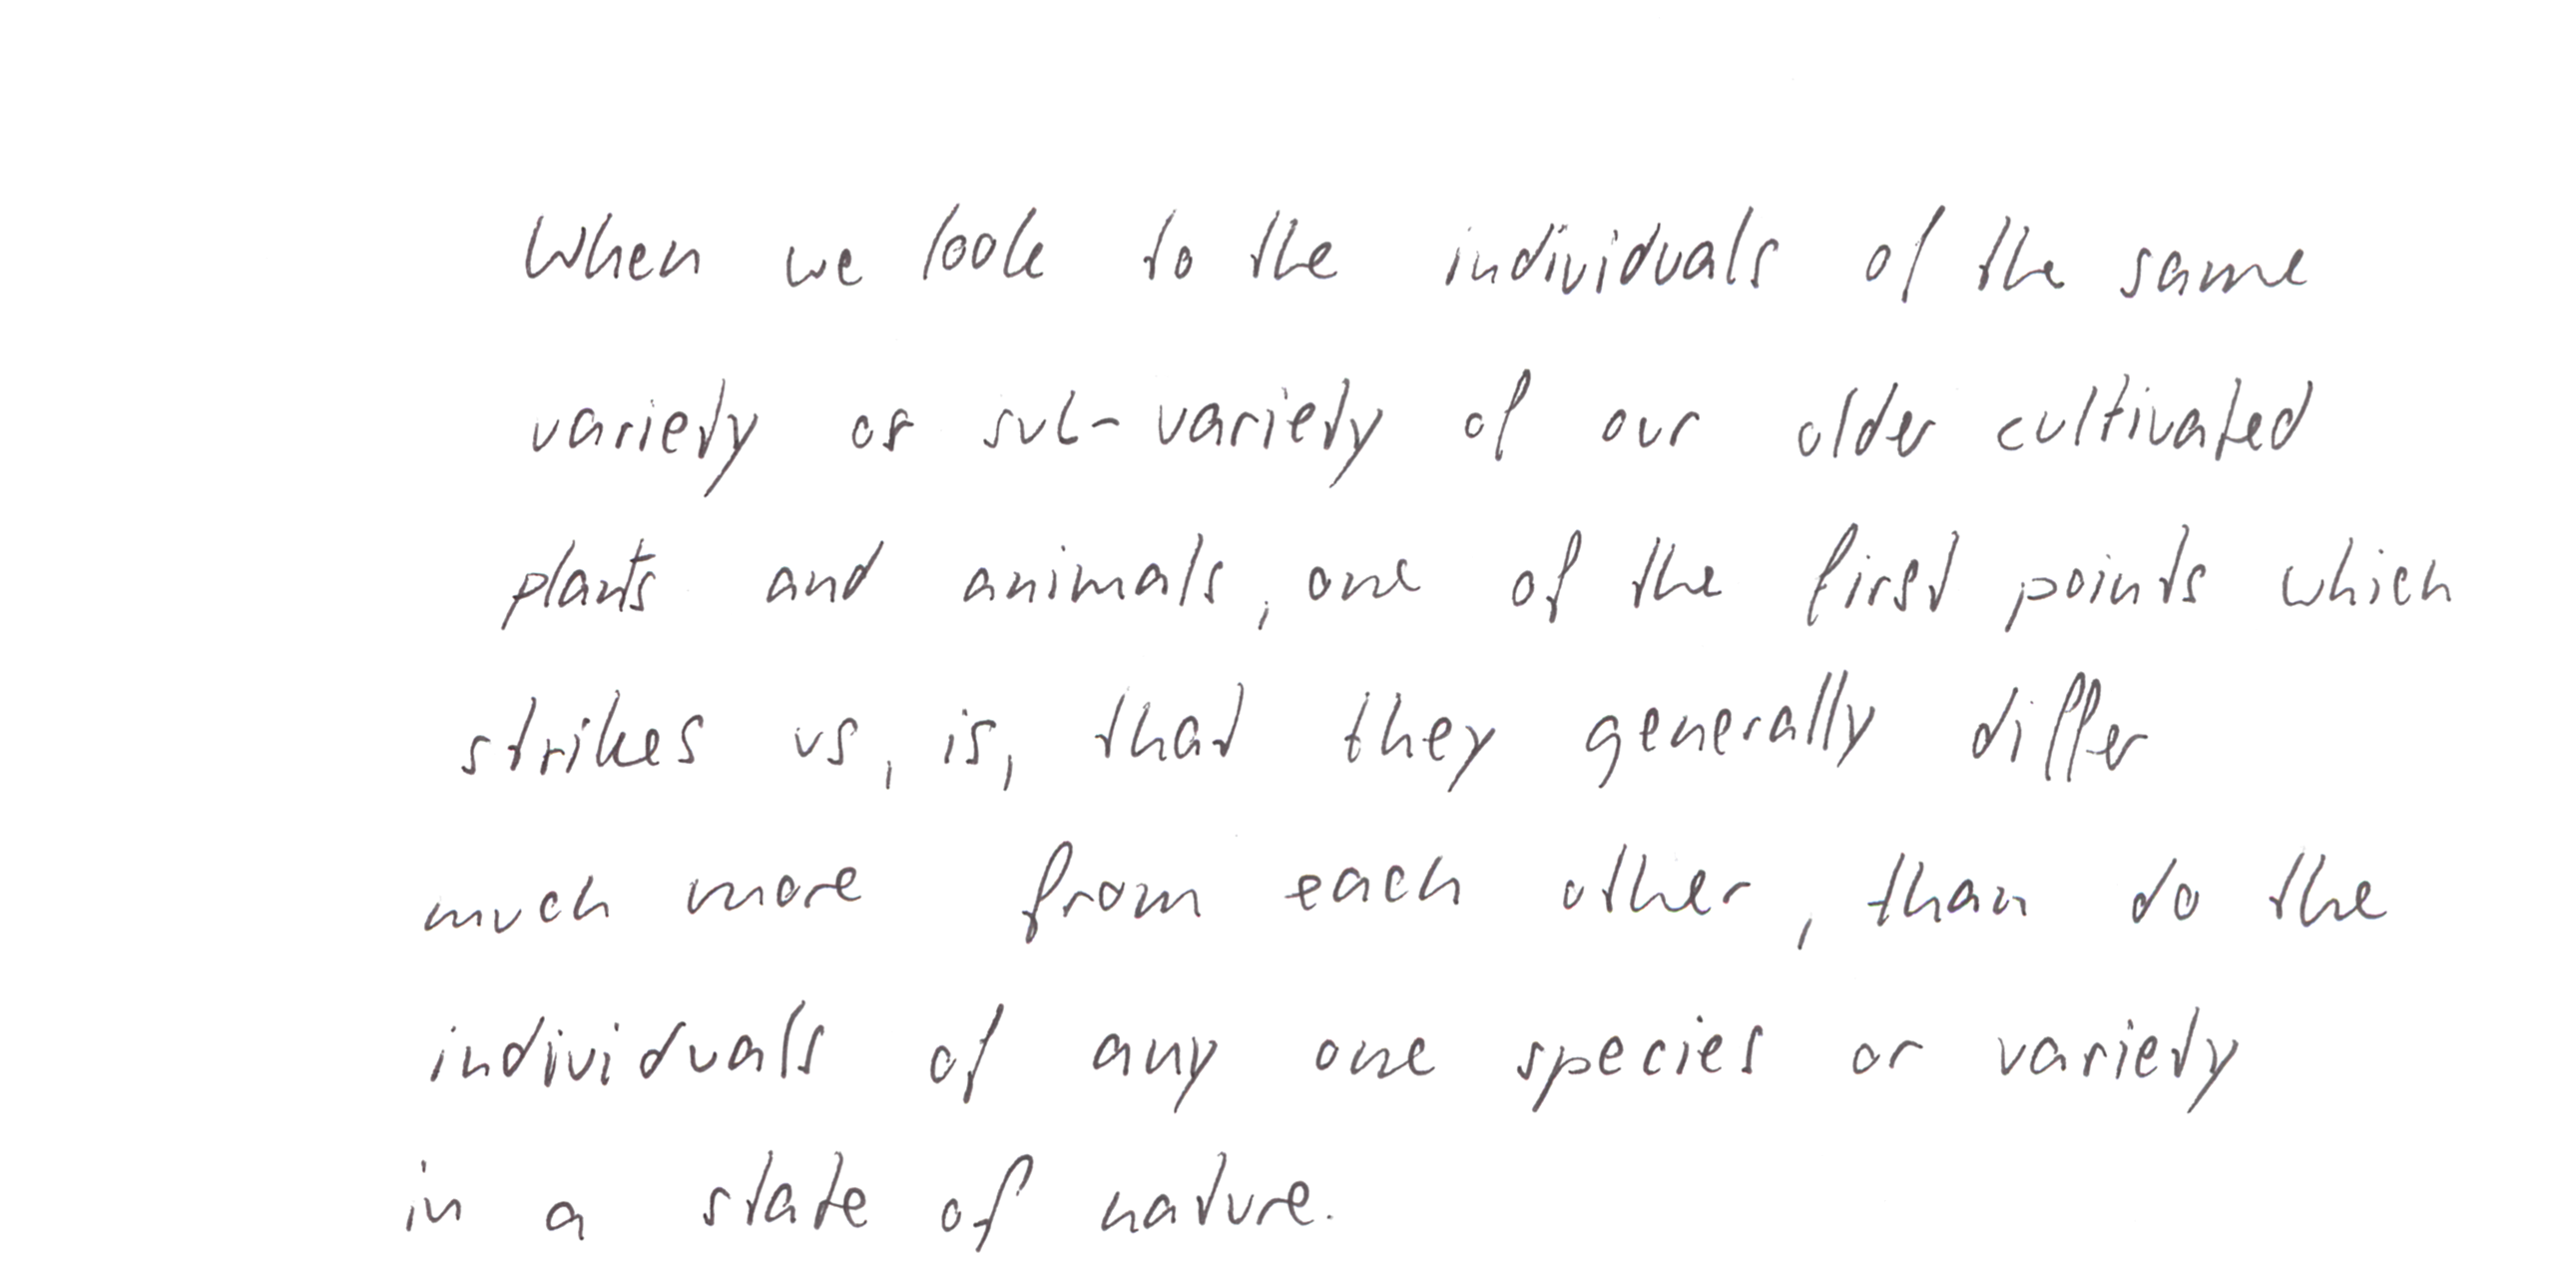 When we look to the individuals of the same
variety or sub-variety of our older cultivated
plants and animals, one of the first points which
strikes us, is, that they generally differ
much more from each other, than do the
individuals of any one species or variety
in a state of nature.